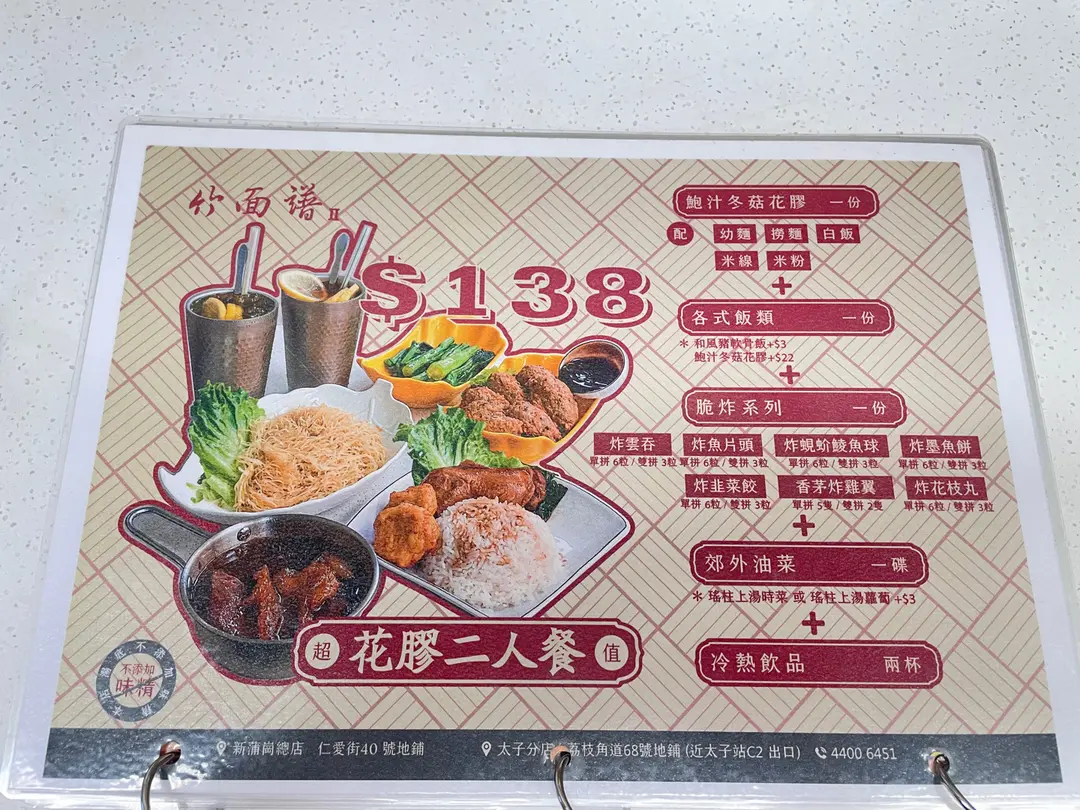 竹面譜II
$138
鮑汁冬菇花膠 一份
配 幼麵 撈麵 白飯
米線 米粉
+
各式飯類 一份
* 和風豬軟骨飯+$3
鮑汁冬菇花膠+$22
+
脆炸系列 一份
炸雲吞 炸魚片頭 炸蜆蚧鯪魚球 炸墨魚餅
單拼 6粒 / 雙拼 3粒 單拼 6粒 / 雙拼 3粒 單拼 6粒 / 雙拼 3粒 單拼 6粒 / 雙拼 3粒
炸韭菜餃 香茅炸雞翼 炸花枝丸
單拼 6粒 / 雙拼 3粒 單拼 5隻 / 雙拼 2隻 單拼 6粒 / 雙拼 3粒
+
郊外油菜 一碟
* 瑤柱上湯時菜 或 瑤柱上湯蘿蔔 +$3
+
冷熱飲品 兩杯
超 花膠二人餐 值
不添加
味精
新蒲崗總店 仁愛街40 號地鋪 太子分店 荔枝角道68號地鋪 (近太子站C2 出口) 4400 6451